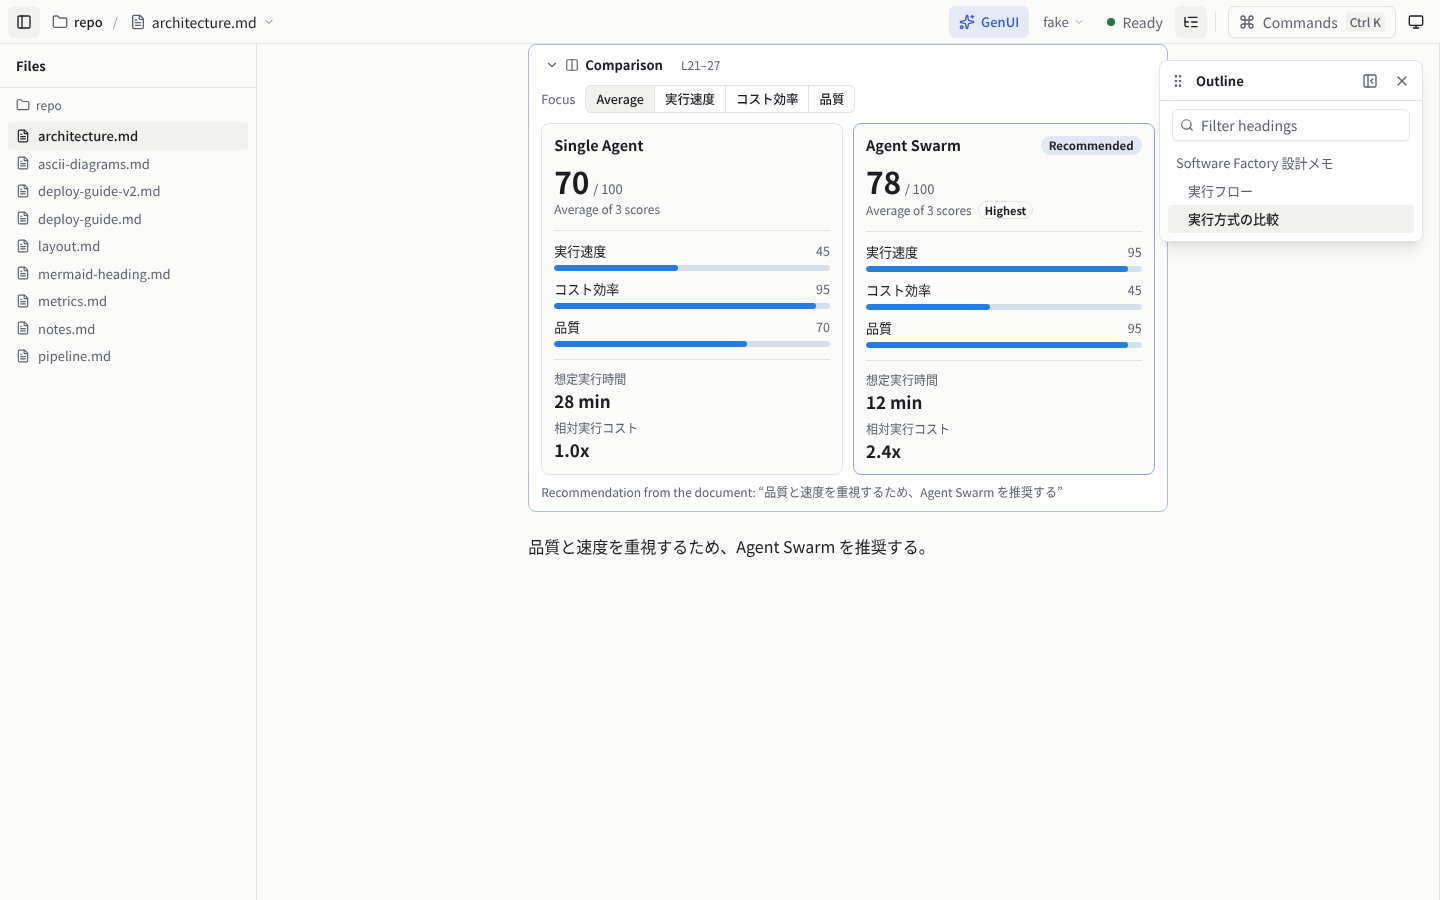 repo / architecture.md
GenUI
fake
Ready
Commands Ctrl K
Files
repo
architecture.md
ascii-diagrams.md
deploy-guide-v2.md
deploy-guide.md
layout.md
mermaid-heading.md
metrics.md
notes.md
pipeline.md
Comparison L21–27
Focus Average 実行速度 コスト効率 品質
Single Agent
70 / 100
Average of 3 scores
実行速度 45
コスト効率 95
品質 70
想定実行時間
28 min
相対実行コスト
1.0x
Agent Swarm Recommended
78 / 100
Average of 3 scores Highest
実行速度 95
コスト効率 45
品質 95
想定実行時間
12 min
相対実行コスト
2.4x
Recommendation from the document: “品質と速度を重視するため、Agent Swarm を推奨する”
品質と速度を重視するため、Agent Swarm を推奨する。
Outline
Filter headings
Software Factory 設計メモ
実行フロー
実行方式の比較